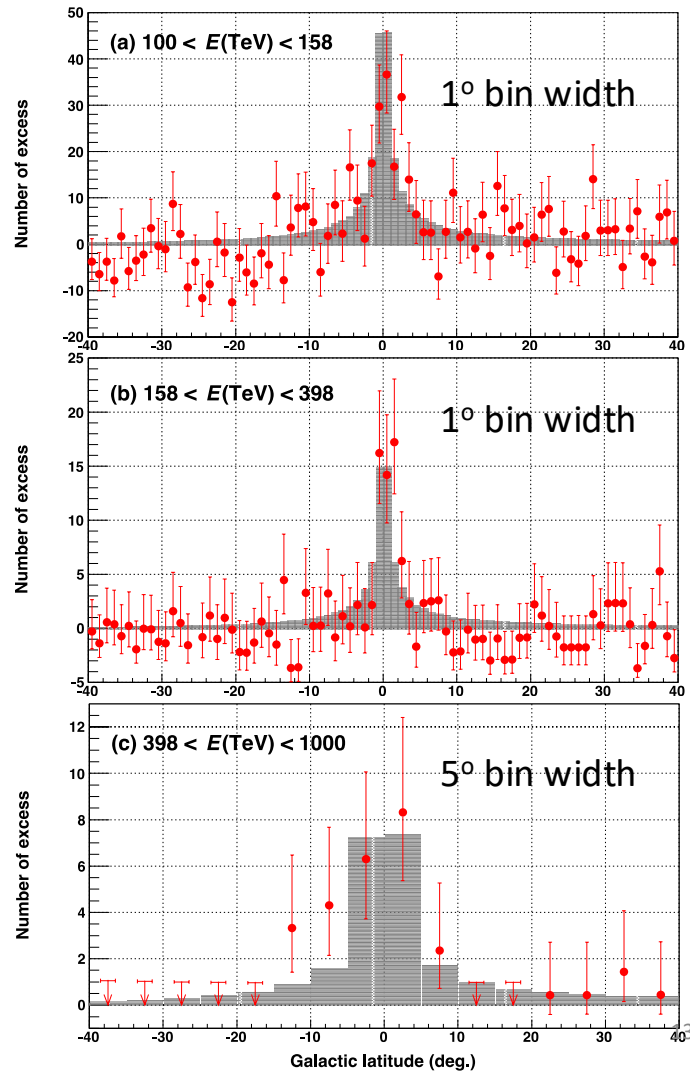 Number of excess
50
40
30
20
10
0
-10
-20
(a) 100 < E(TeV) < 158
1° bin width
-40 -30 -20 -10 0 10 20 30 40
Number of excess
25
20
15
10
5
0
-5
(b) 158 < E(TeV) < 398
1° bin width
-40 -30 -20 -10 0 10 20 30 40
Number of excess
12
10
8
6
4
2
0
(c) 398 < E(TeV) < 1000
5° bin width
-40 -30 -20 -10 0 10 20 30 40
Galactic latitude (deg.)